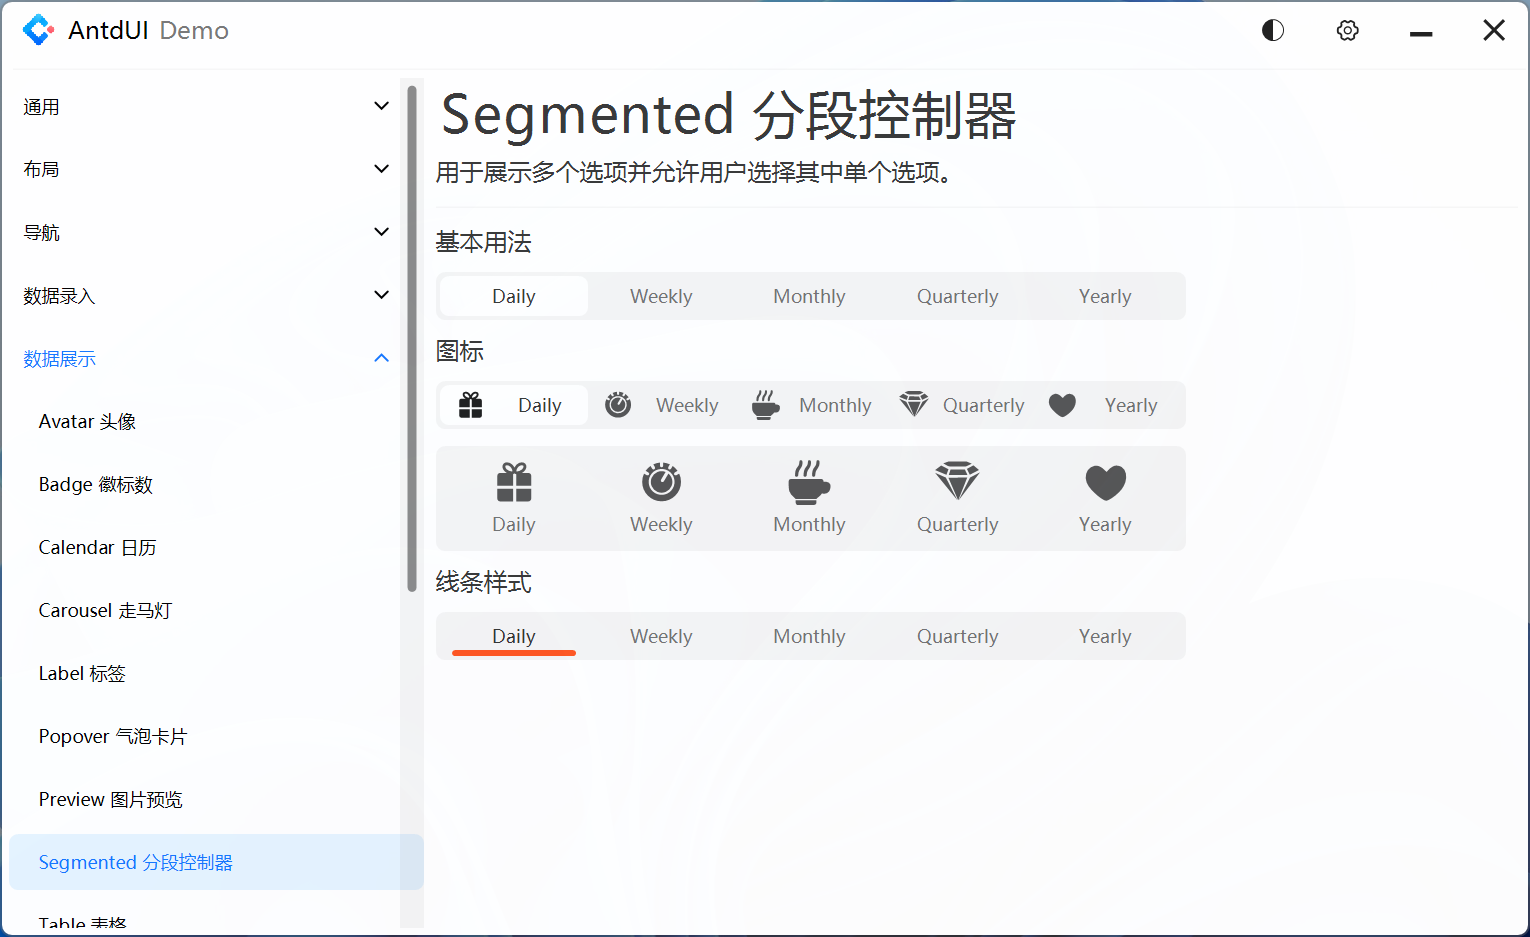 AntdUI Demo
通用
布局
导航
数据录入
数据展示
Avatar 头像
Badge 徽标数
Calendar 日历
Carousel 走马灯
Label 标签
Popover 气泡卡片
Preview 图片预览
Segmented 分段控制器
Table 表格
Segmented 分段控制器
用于展示多个选项并允许用户选择其中单个选项。
基本用法
Daily Weekly Monthly Quarterly Yearly
图标
Daily Weekly Monthly Quarterly Yearly
Daily Weekly Monthly Quarterly Yearly
线条样式
Daily Weekly Monthly Quarterly Yearly